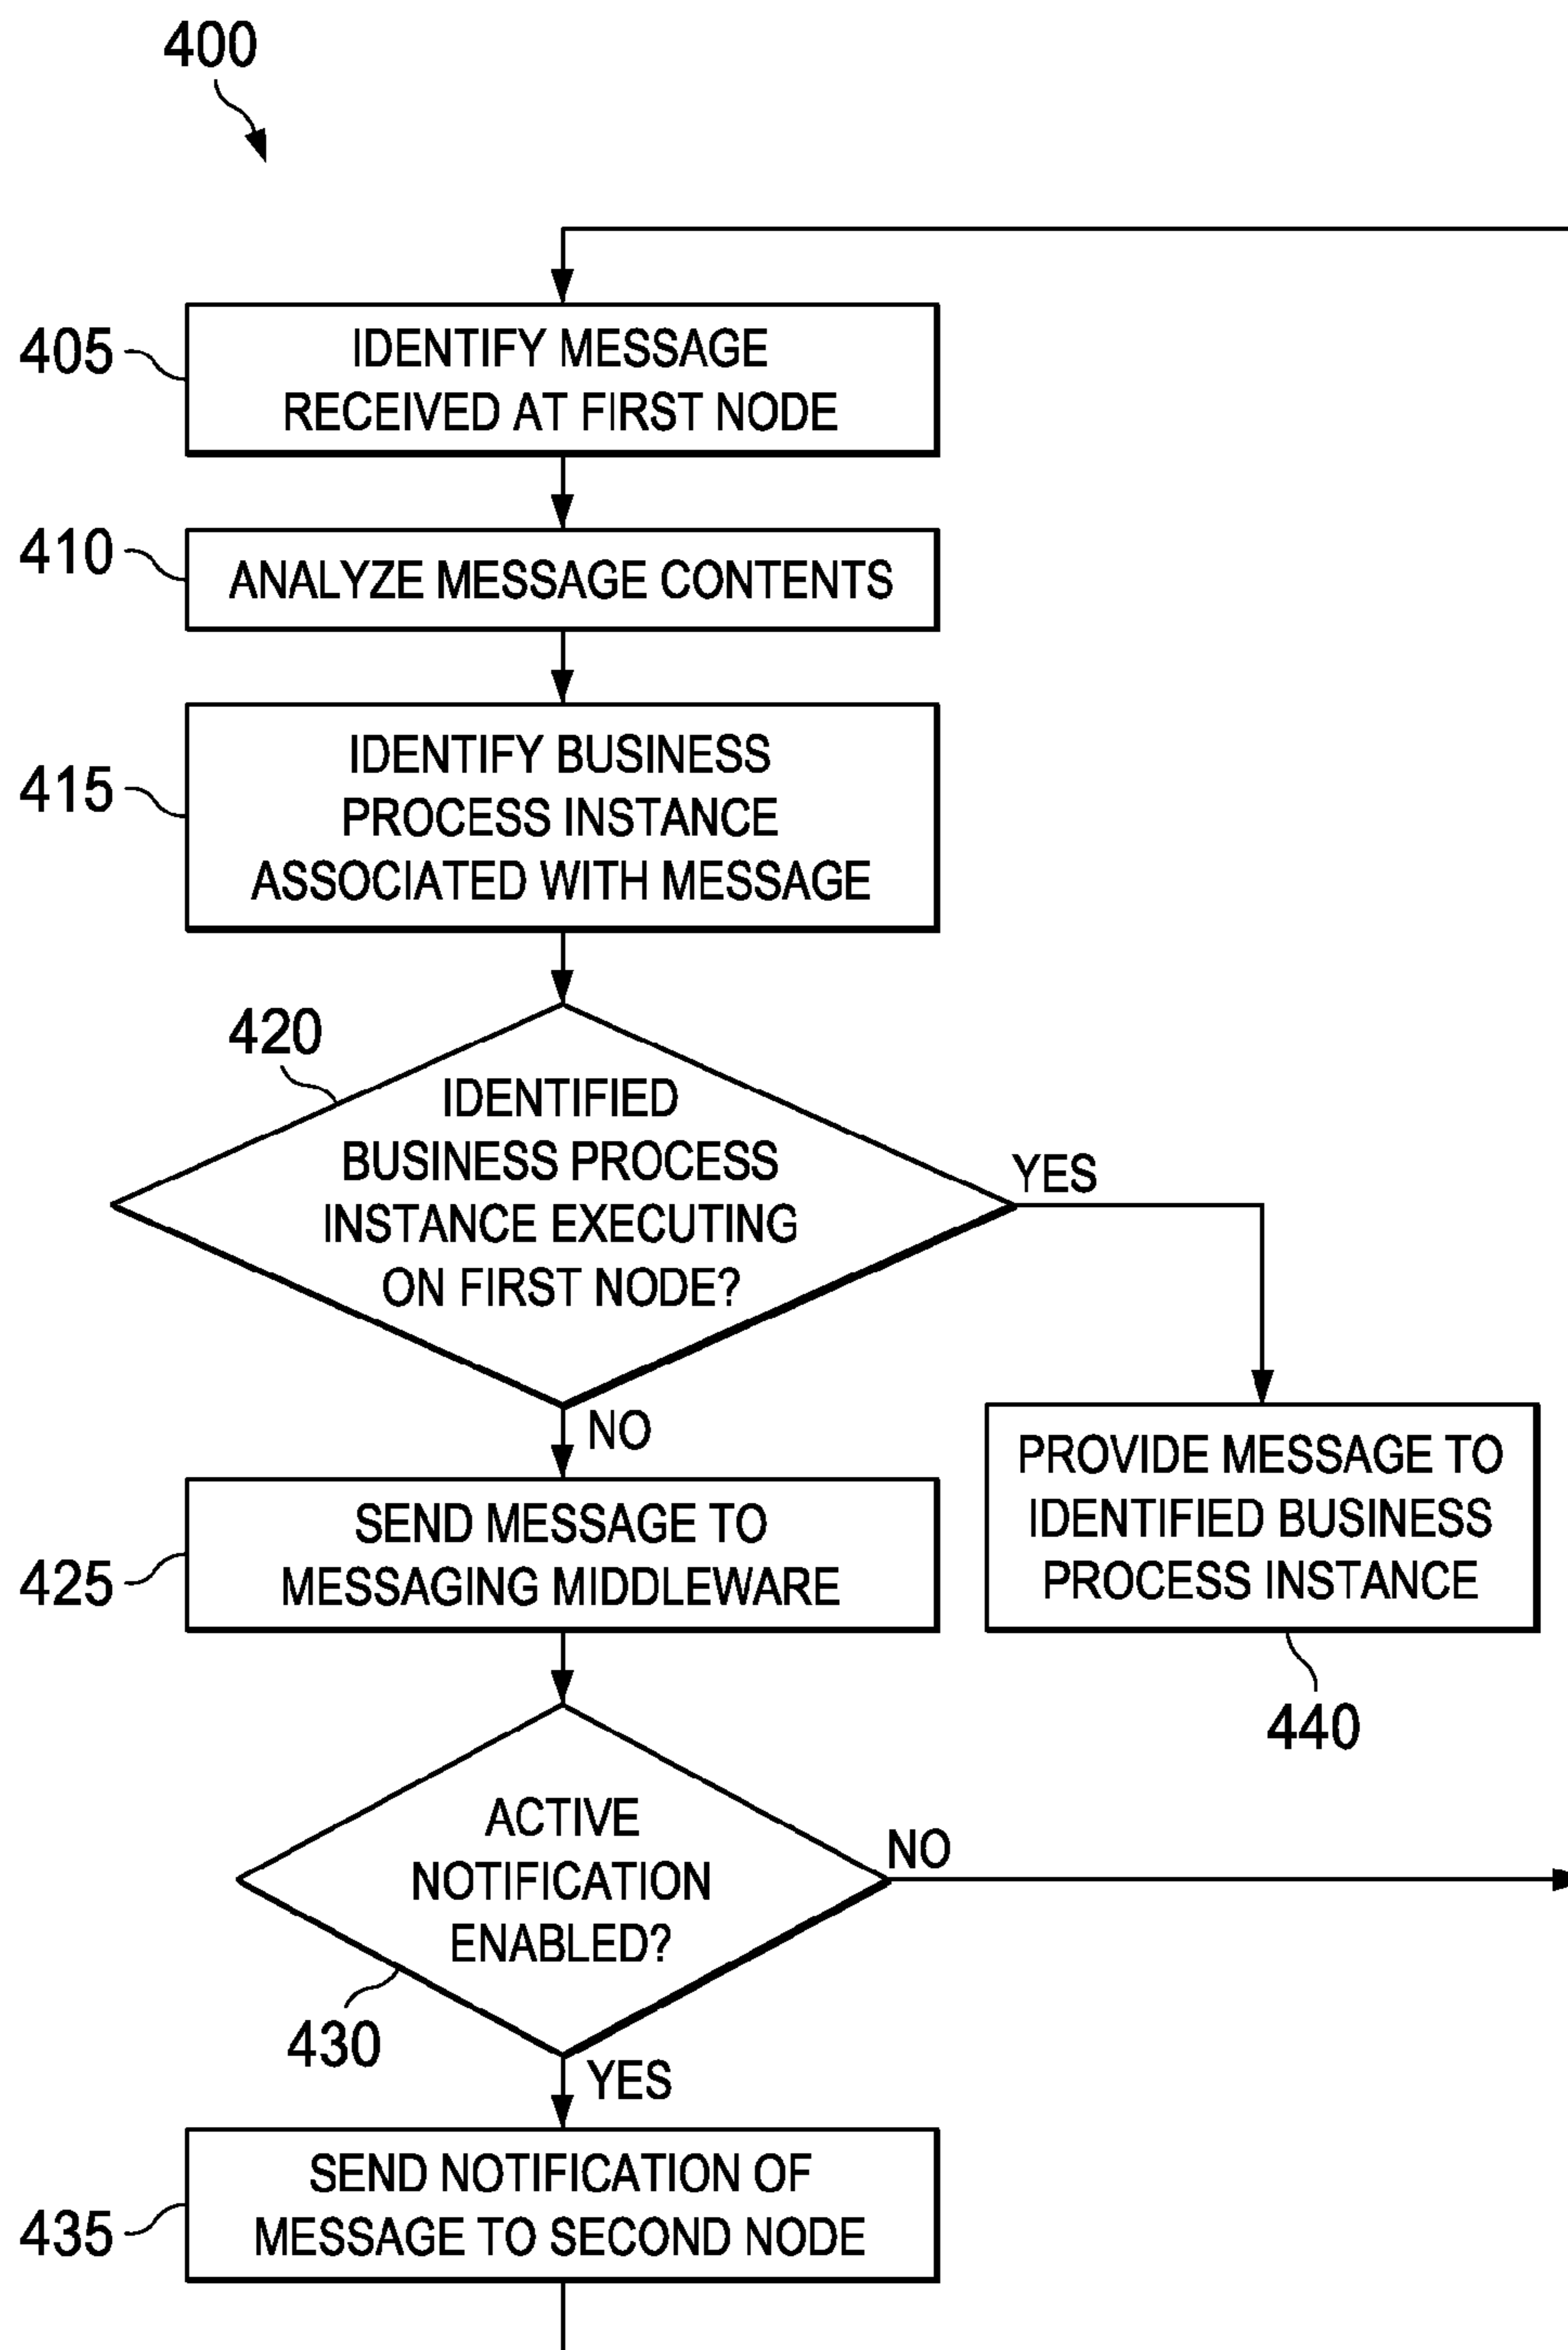 400
405
IDENTIFY MESSAGE
RECEIVED AT FIRST NODE
410
ANALYZE MESSAGE CONTENTS
415
IDENTIFY BUSINESS
PROCESS INSTANCE
ASSOCIATED WITH MESSAGE
420
IDENTIFIED
BUSINESS PROCESS
INSTANCE EXECUTING
ON FIRST NODE?
YES
NO
PROVIDE MESSAGE TO
IDENTIFIED BUSINESS
PROCESS INSTANCE
440
425
SEND MESSAGE TO
MESSAGING MIDDLEWARE
ACTIVE
NOTIFICATION
ENABLED?
NO
430
YES
435
SEND NOTIFICATION OF
MESSAGE TO SECOND NODE